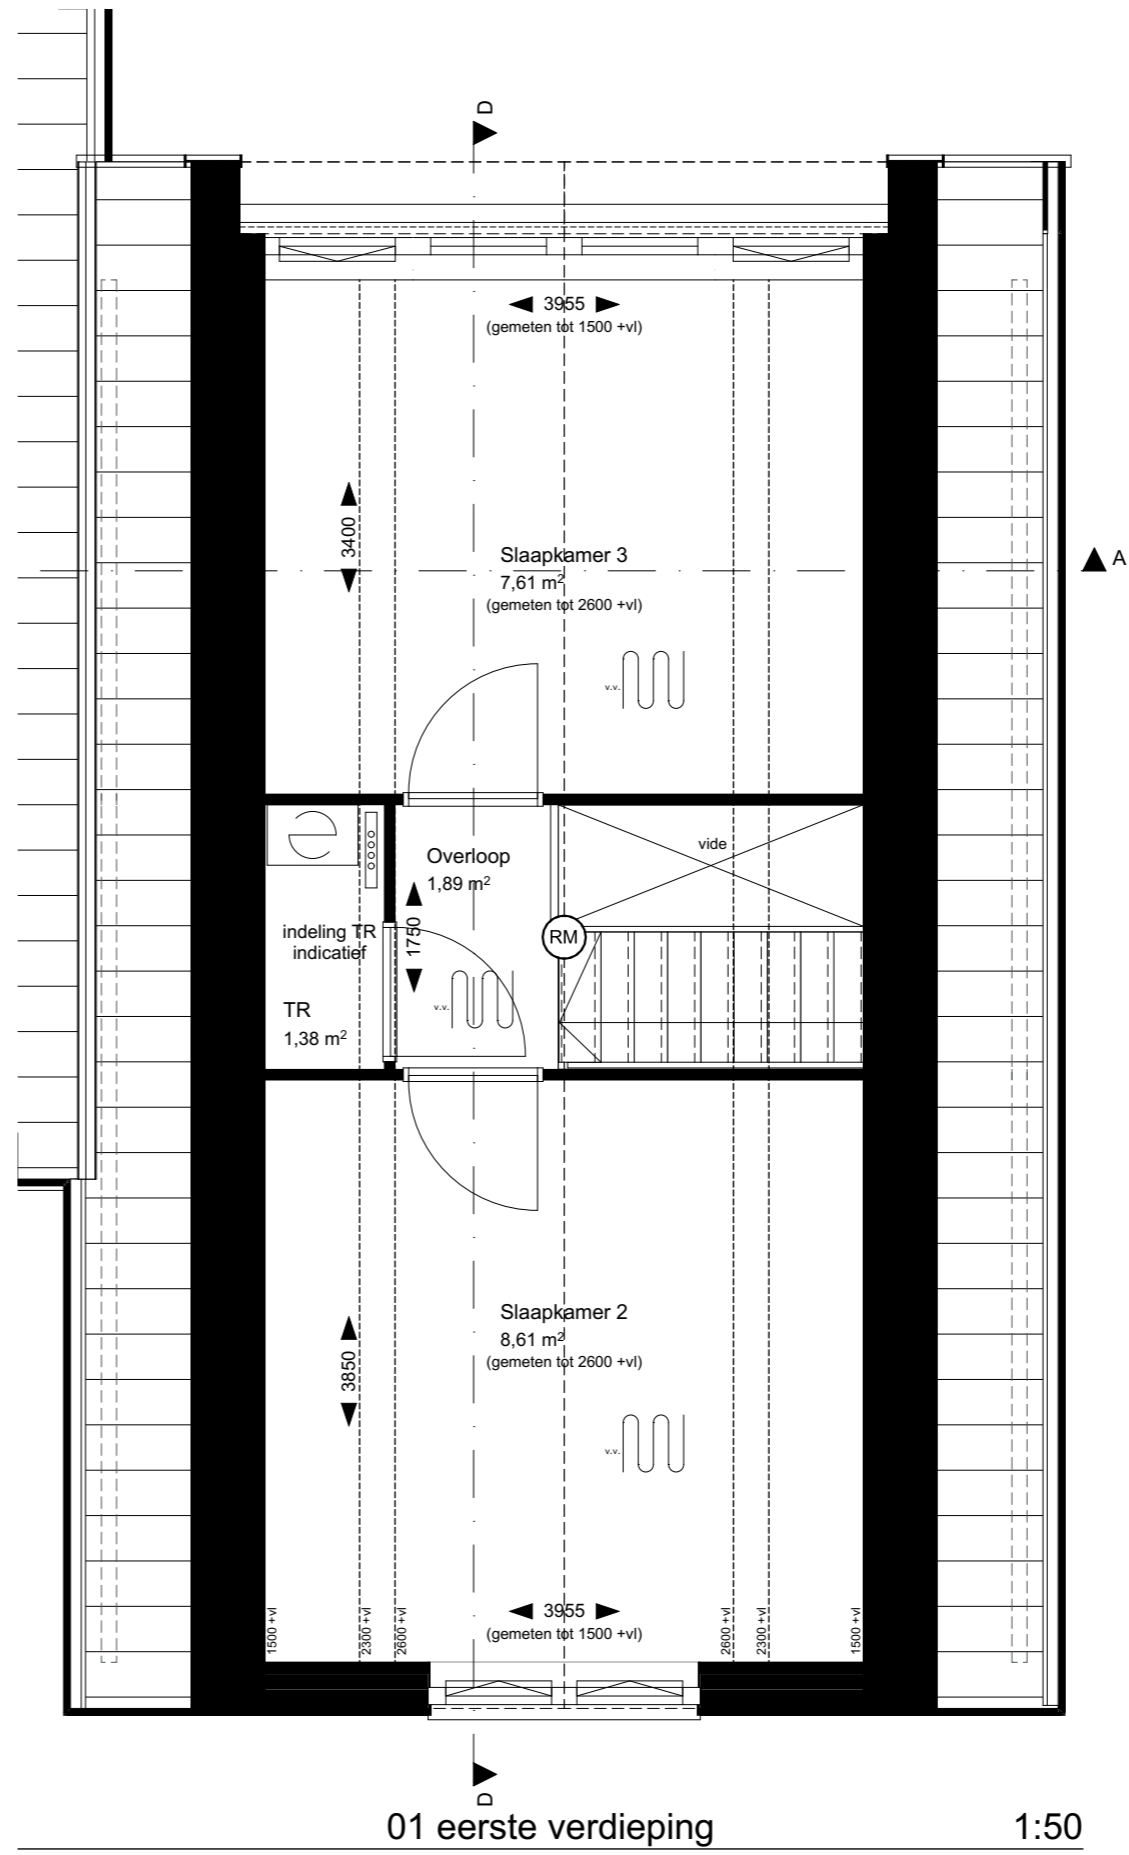 D
3955
(gemeten tot 1500 +vl)
3400
Slaapkamer 3
7,61 m²
(gemeten tot 2600 +vl)
A
v.v.
vide
Overloop
1,89 m²
1750
RM
indeling TR
indicatief
TR
1,38 m²
v.v.
Slaapkamer 2
8,61 m²
(gemeten tot 2600 +vl)
3850
v.v.
3955
(gemeten tot 1500 +vl)
1500 +vl
2300 +vl
2600 +vl
2600 +vl
2300 +vl
1500 +vl
D
01 eerste verdieping
1:50